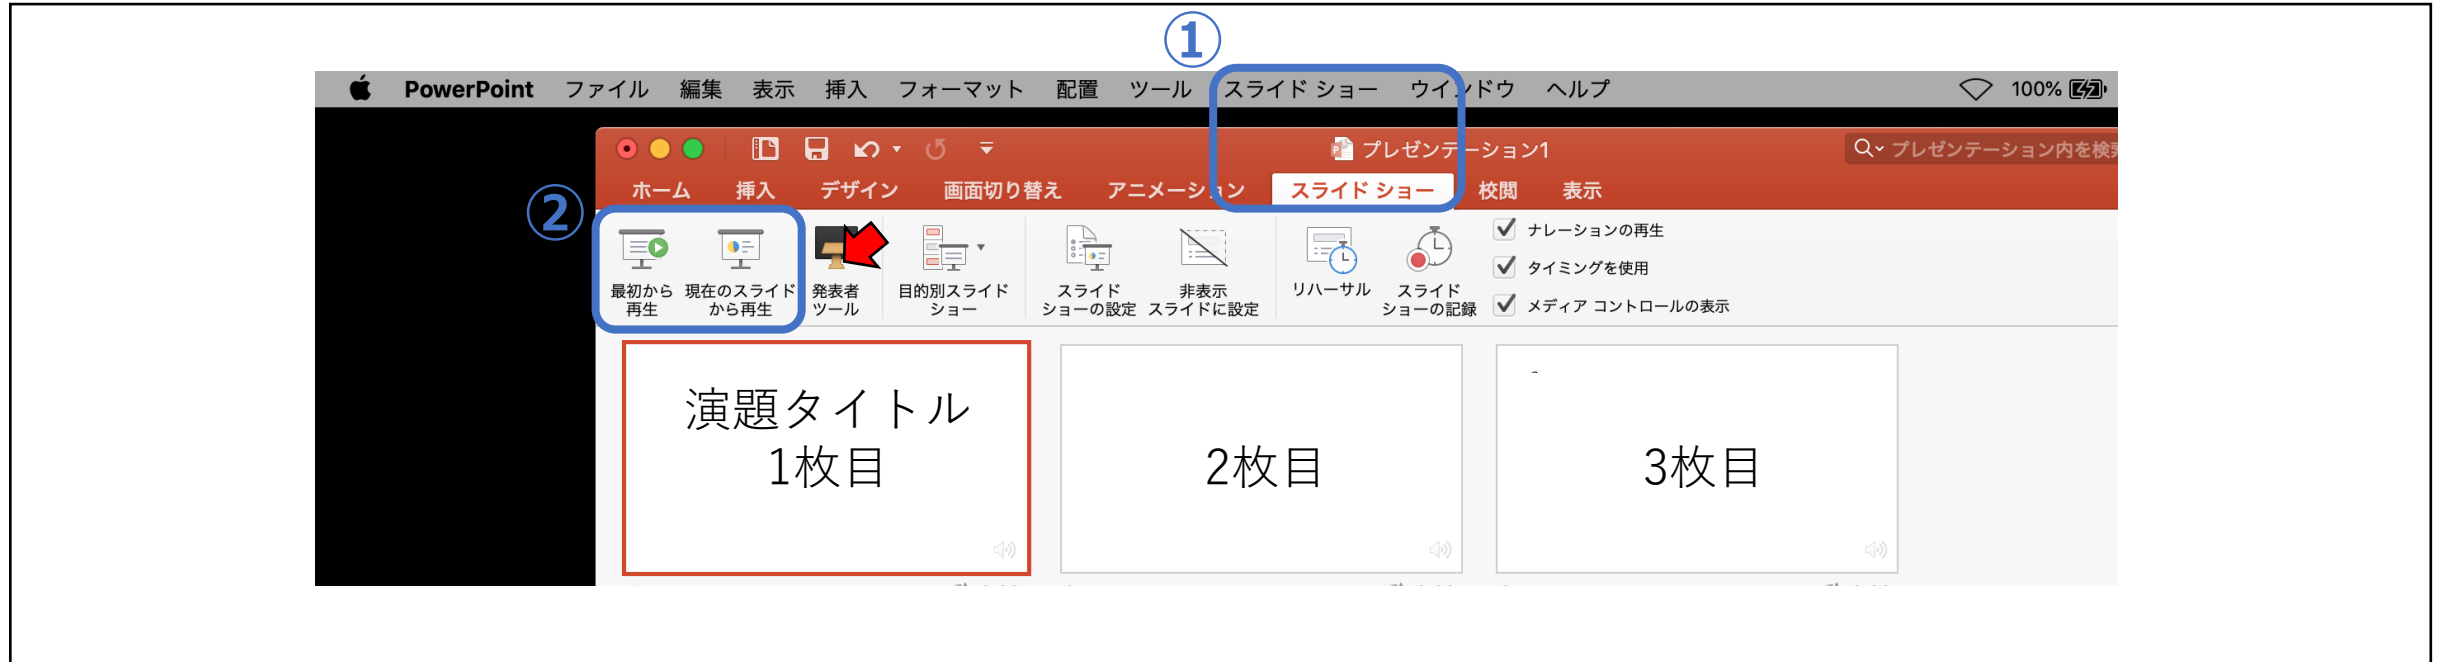 ①
PowerPoint ファイル 編集 表示 挿入 フォーマット 配置 ツール スライド ショー ウインドウ ヘルプ 100%
プレゼンテーション1
プレゼンテーション内を検索
ホーム 挿入 デザイン 画面切り替え アニメーション スライド ショー 校閲 表示
②
最初から
再生
現在のスライド
から再生
発表者
ツール
目的別スライド
ショー
スライド
ショーの設定
非表示
スライドに設定
リハーサル
スライド
ショーの記録
ナレーションの再生
タイミングを使用
メディア コントロールの表示
演題タイトル
1枚目
2枚目
3枚目